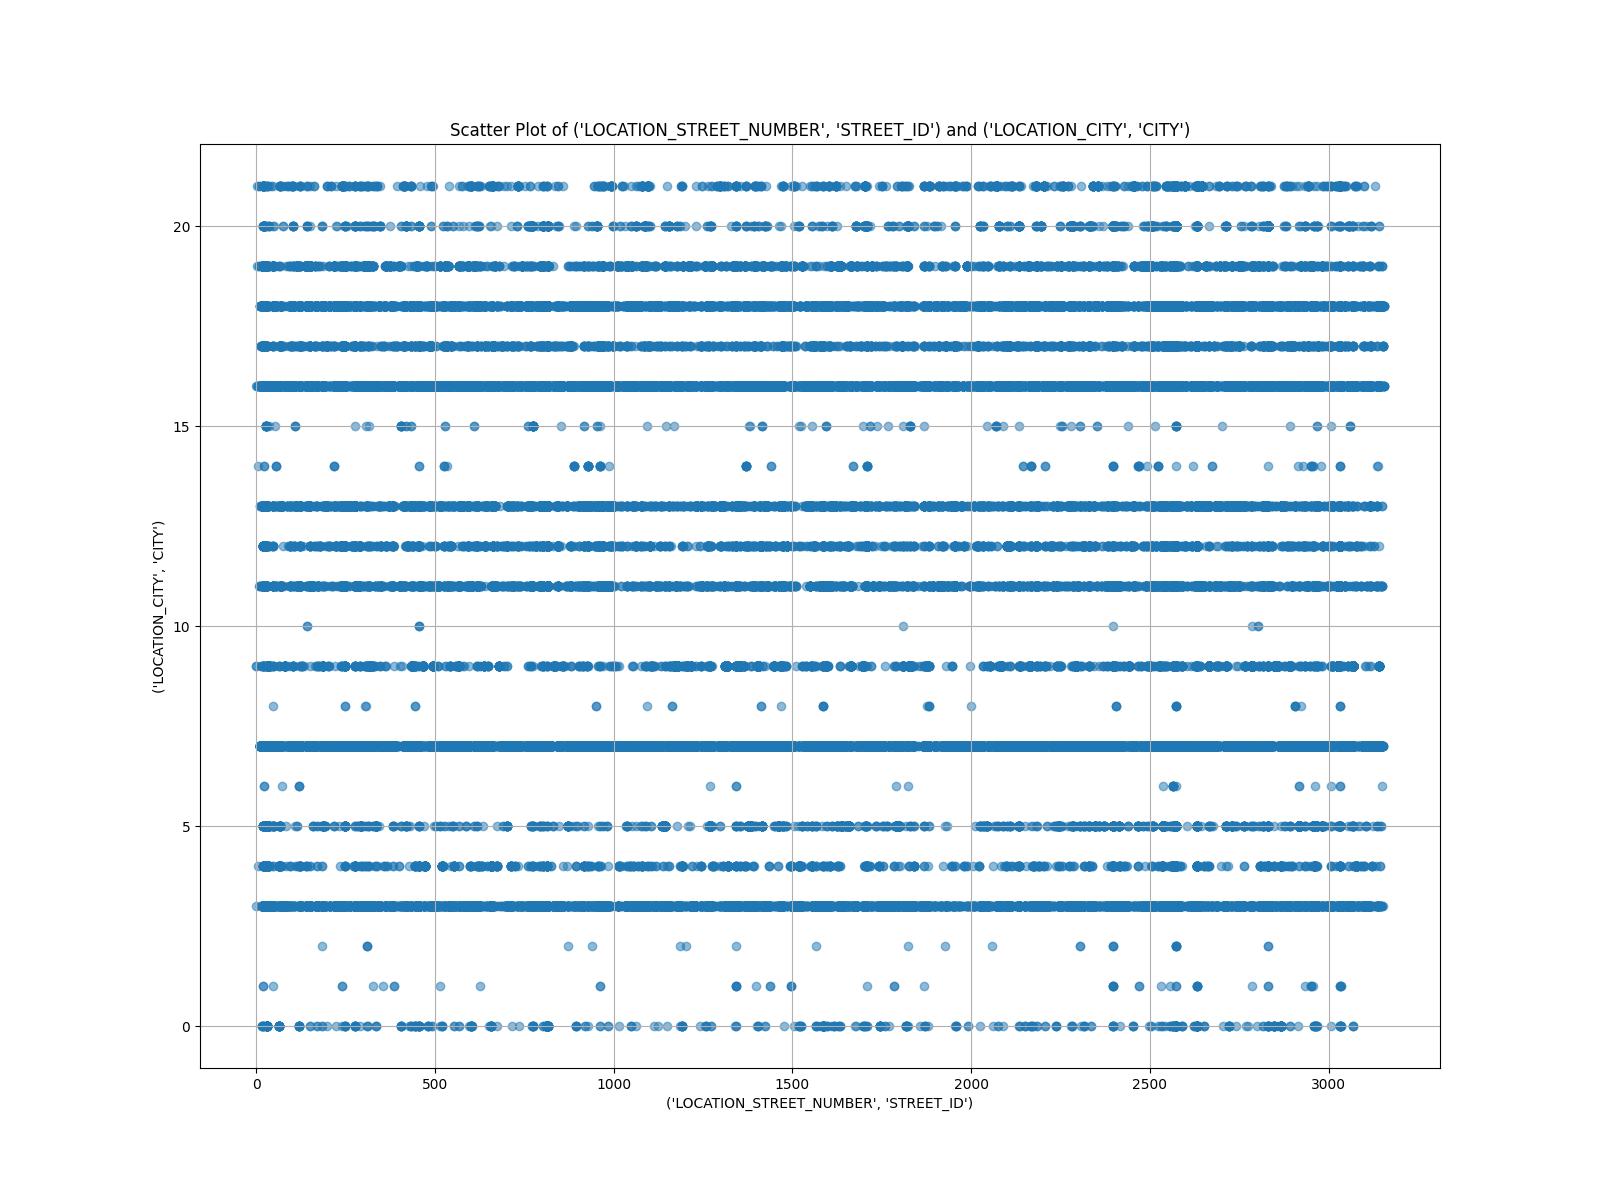 Scatter Plot of ('LOCATION_STREET_NUMBER', 'STREET_ID') and ('LOCATION_CITY', 'CITY')
('LOCATION_CITY', 'CITY')
20
15
10
5
0
0 500 1000 1500 2000 2500 3000
('LOCATION_STREET_NUMBER', 'STREET_ID')